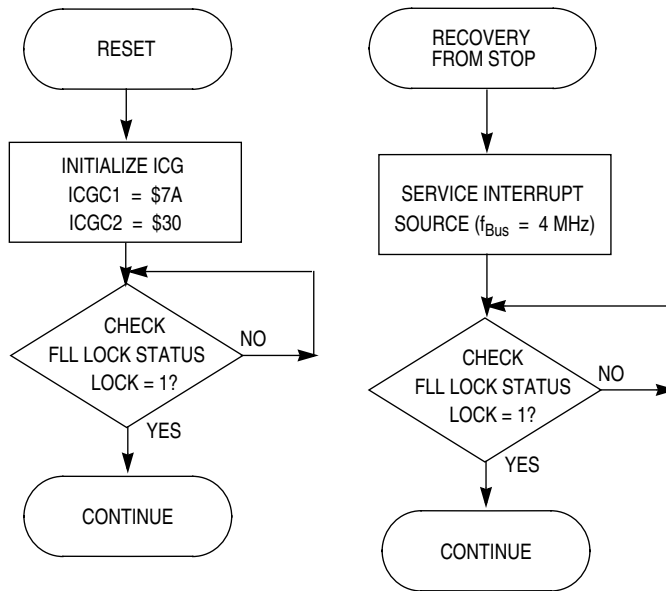 RESET
INITIALIZE ICG
ICGC1 = $7A
ICGC2 = $30
CHECK
FLL LOCK STATUS
LOCK = 1?
NO
YES
CONTINUE
RECOVERY
FROM STOP
SERVICE INTERRUPT
SOURCE (fBus = 4 MHz)
CHECK
FLL LOCK STATUS
LOCK = 1?
NO
YES
CONTINUE